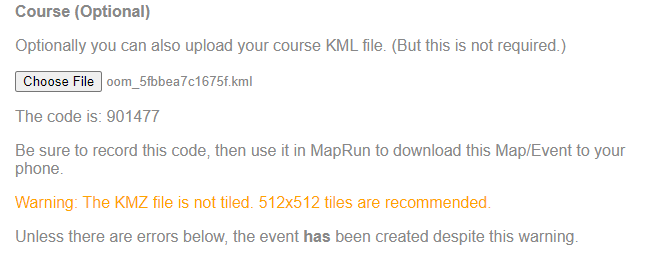 Course (Optional)
Optionally you can also upload your course KML file. (But this is not required.)
Choose File oom_5fbbea7c1675f.kml
The code is: 901477
Be sure to record this code, then use it in MapRun to download this Map/Event to your
phone.
Warning: The KMZ file is not tiled. 512x512 tiles are recommended.
Unless there are errors below, the event has been created despite this warning.